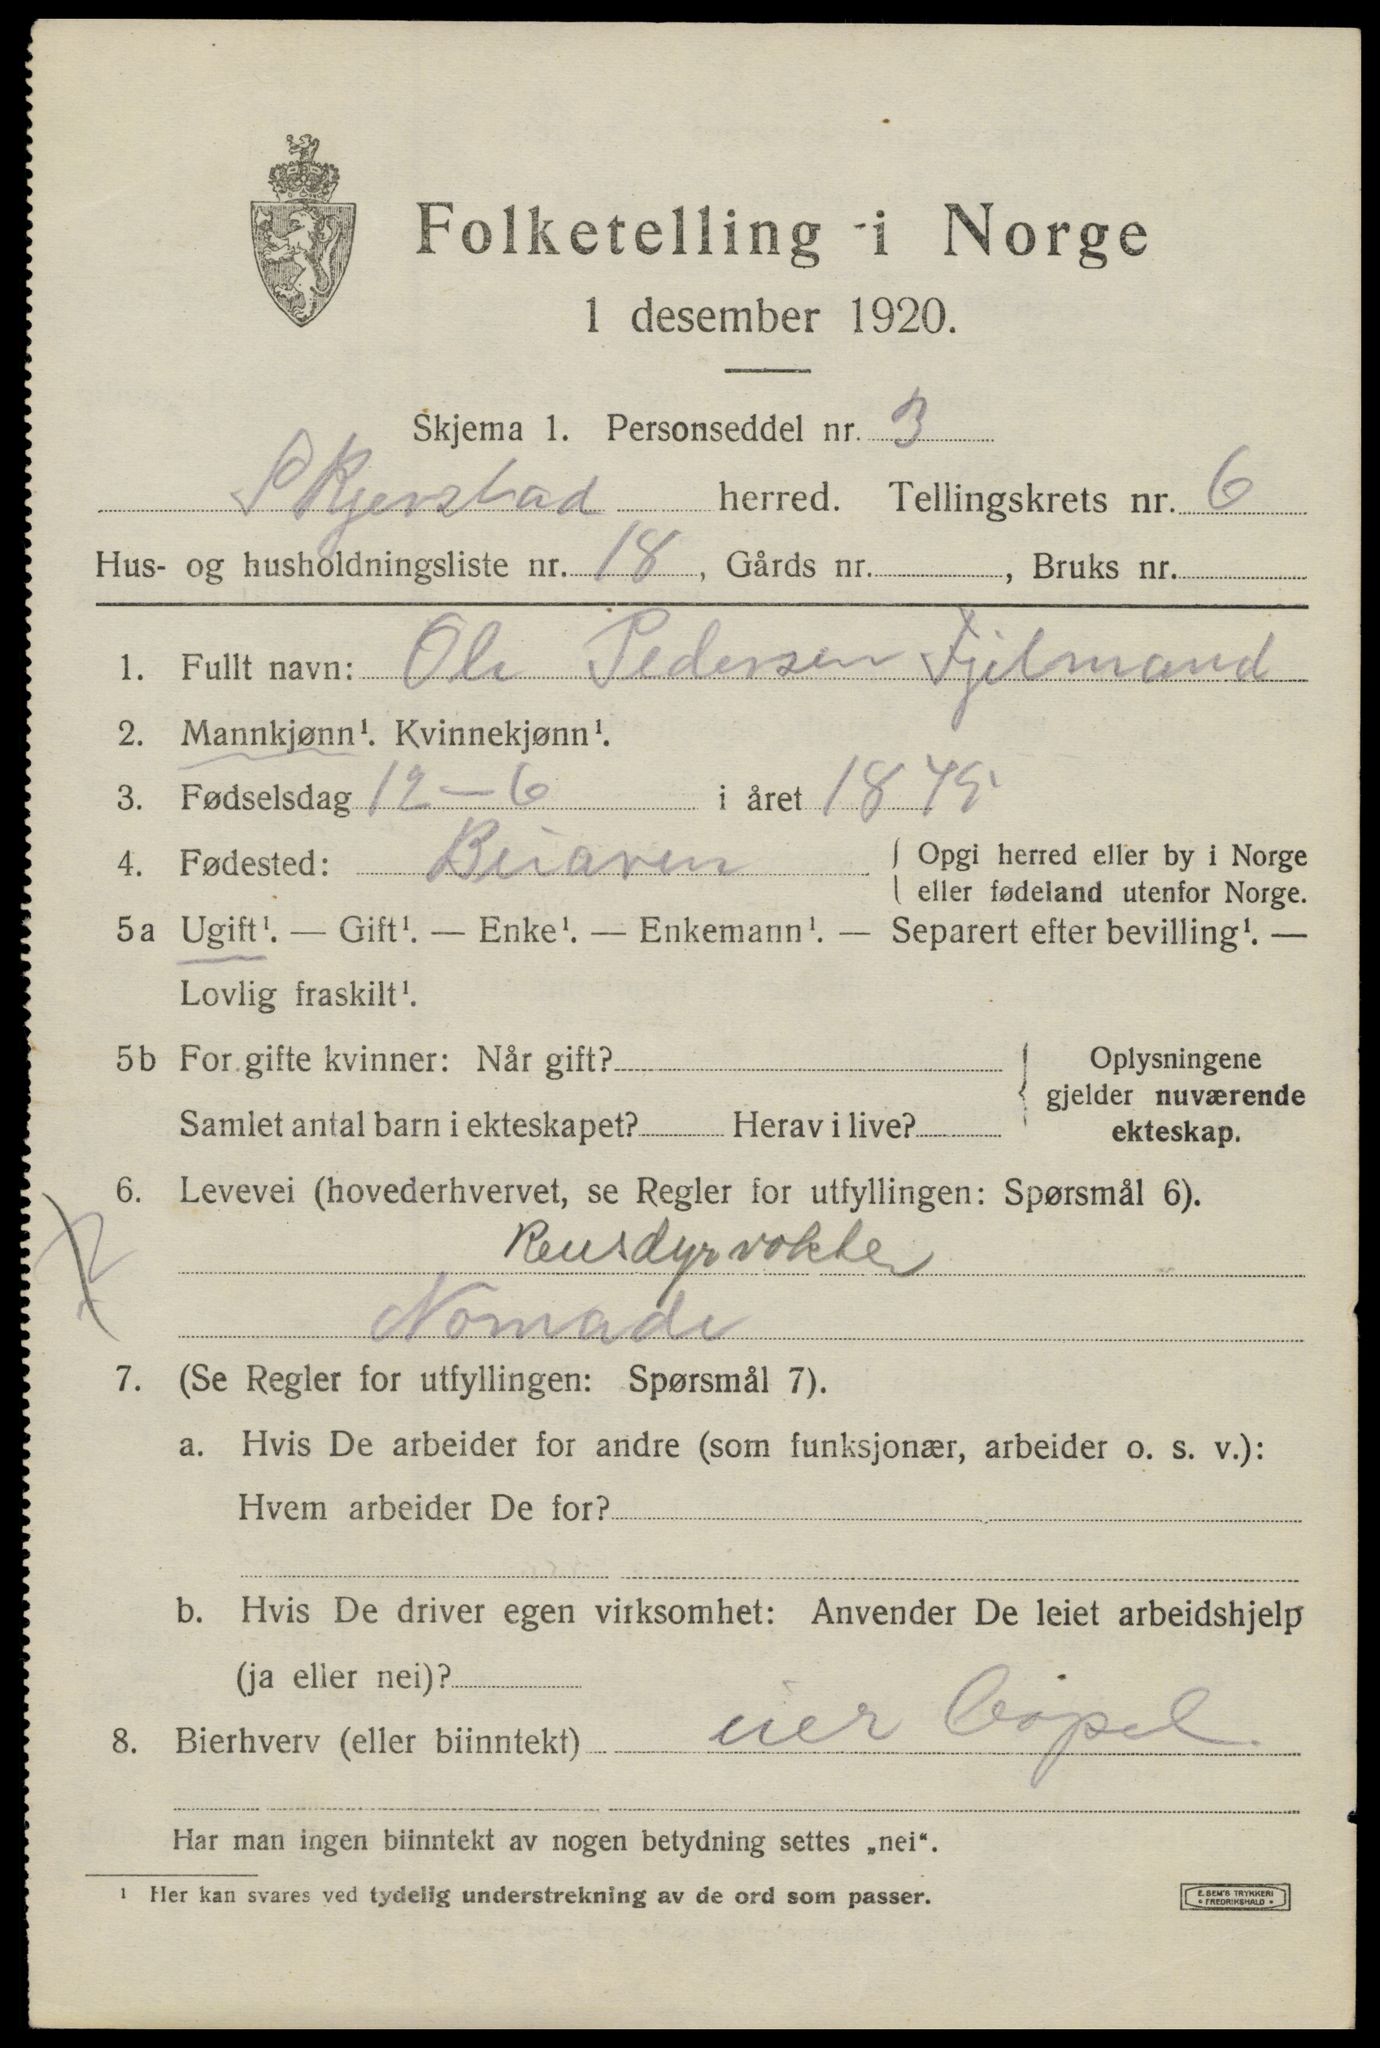 Folketelling i Norge
1 desember 1920.
Skjema 1. Personseddel nr. 3
Skjerstad herred. Tellingskrets nr. 6
Hus- og husholdningsliste nr. 18, Gårds nr. , Bruks nr.
1. Fullt navn: Ole Pedersen Fjelmand
2. Mannkjønn¹. Kvinnekjønn¹.
3. Fødselsdag 12-6 i året 1879
4. Fødested: Beiaren { Opgi herred eller by i Norge
eller fødeland utenfor Norge.
5a Ugift¹. — Gift¹. — Enke¹. — Enkemann¹. — Separert efter bevilling¹. —
Lovlig fraskilt¹.
5b For gifte kvinner: Når gift? { Oplysningene
gjelder nuværende
Samlet antal barn i ekteskapet? Herav i live? ekteskap.
6. Levevei (hovederhvervet, se Regler for utfyllingen: Spørsmål 6).
Rensdyrvokter
Nomade
7. (Se Regler for utfyllingen: Spørsmål 7).
a. Hvis De arbeider for andre (som funksjonær, arbeider o. s. v.):
Hvem arbeider De for?
b. Hvis De driver egen virksomhet: Anvender De leiet arbeidshjelp
(ja eller nei)?
8. Bierhverv (eller biinntekt)
Har man ingen biinntekt av nogen betydning settes „nei“.
¹ Her kan svares ved tydelig understrekning av de ord som passer.
E. SEM'S TRYKKERI
• FREDRIKSHALD •